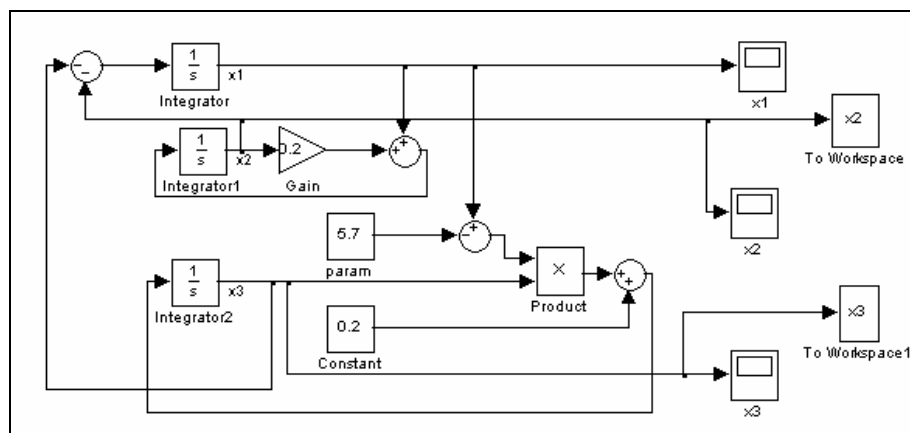 1
s
x1
Integrator
x1
x2
To Workspace
1
s
x2
Integrator1
0.2
Gain
x2
5.7
param
1
s
x3
Integrator2
×
Product
0.2
Constant
x3
To Workspace1
x3